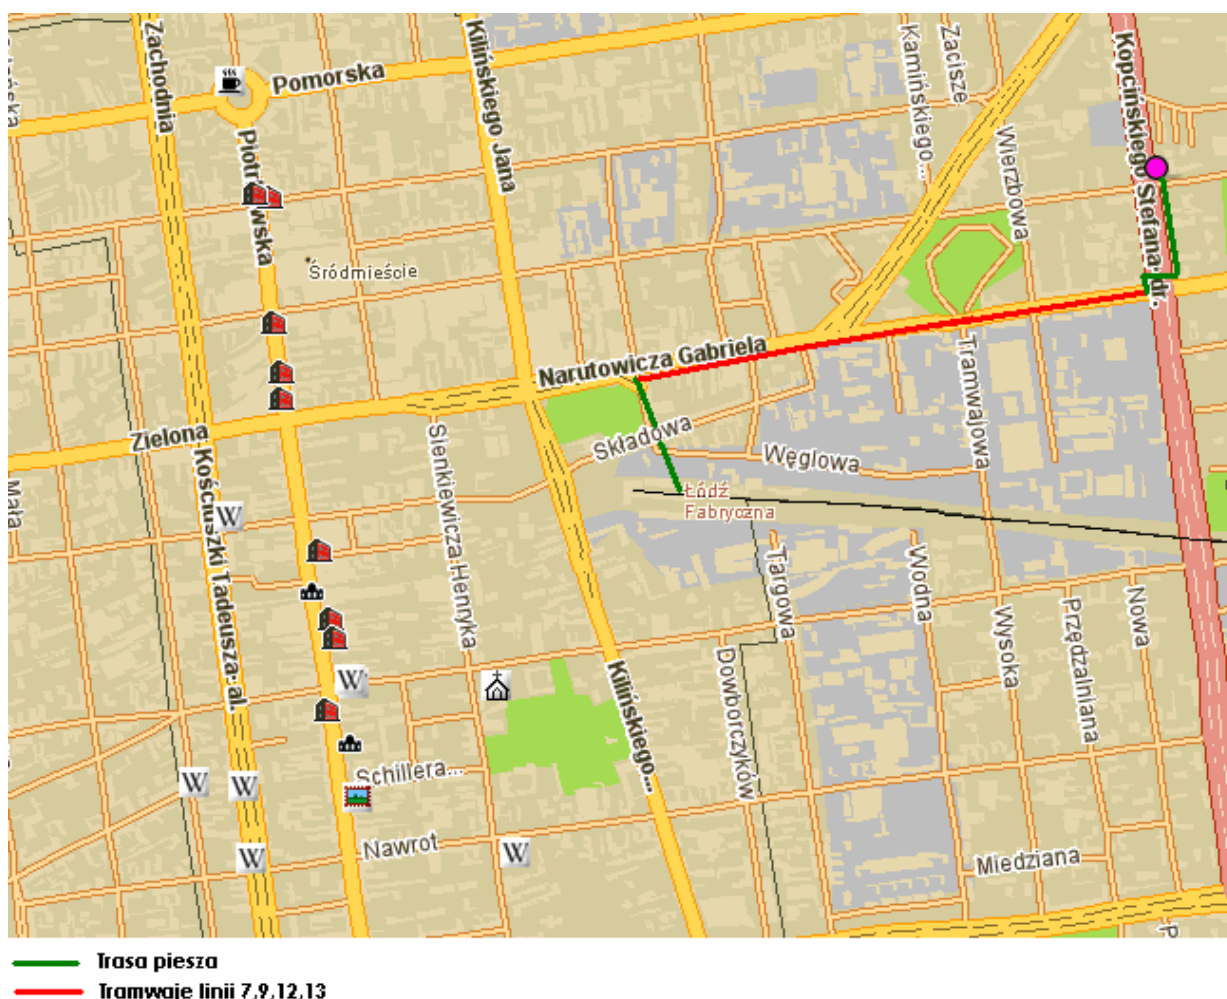 Zachodnia
Pomorska
Kilińskiego Jana
Kamińskiego...
Zacisze
Kopcińskiego Stefana dr.
Piotrkowska
Wierzbowa
Śródmieście
Narutowicza Gabriela
Zielona
Składowa
Węglowa
Tramwajowa
Łódź
Fabryczna
Mała
Kościuszki Tadeusza al.
Sienkiewicza Henryka
W
Targowa
Wodna
Wysoka
Przędzalniana
Nowa
Dowborczyków
Kilińskiego...
W
Schillera...
W
W
Nawrot
W
W
Miedziana
P
Trasa piesza
Tramwaje linii 7,9,12,13